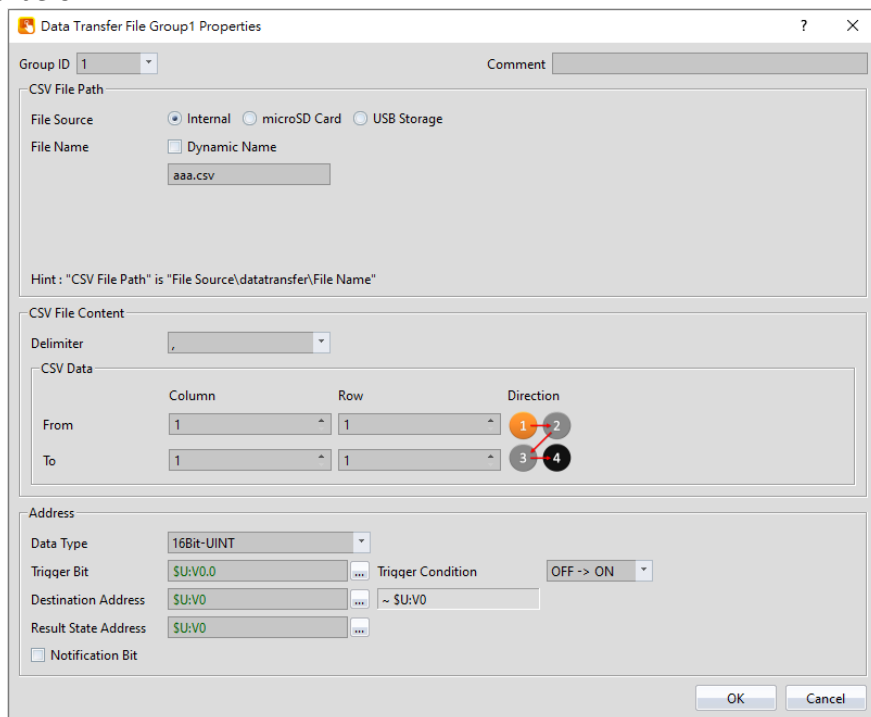 Data Transfer File Group1 Properties ? ×
Group ID 1 Comment
CSV File Path
File Source Internal microSD Card USB Storage
File Name Dynamic Name
aaa.csv
Hint : "CSV File Path" is "File Source\datatransfer\File Name"
CSV File Content
Delimiter ,
CSV Data
Column Row Direction
From 1 1 1 2
To 1 1 3 4
Address
Data Type 16Bit-UINT
Trigger Bit $U:V0.0 ... Trigger Condition OFF -> ON
Destination Address $U:V0 ... ~ $U:V0
Result State Address $U:V0 ...
Notification Bit
OK Cancel